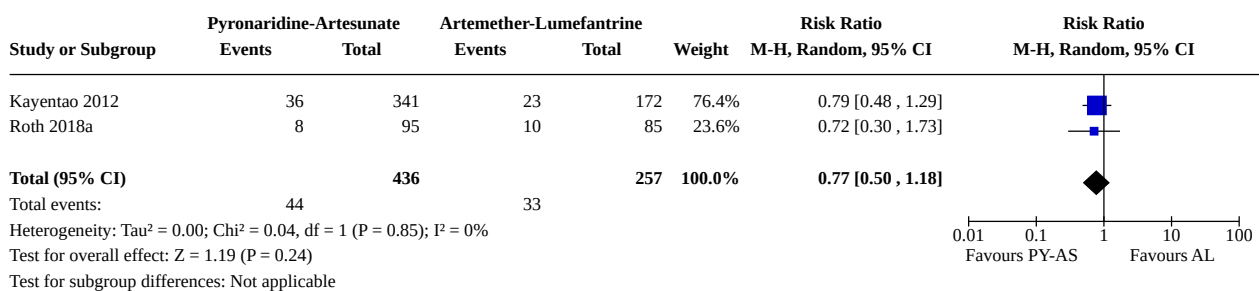 Pyronaridine-Artesunate Artemether-Lumefantrine Risk Ratio Risk Ratio
Study or Subgroup Events Total Events Total Weight M-H, Random, 95% CI M-H, Random, 95% CI
Kayentao 2012 36 341 23 172 76.4% 0.79 [0.48 , 1.29]
Roth 2018a 8 95 10 85 23.6% 0.72 [0.30 , 1.73]
Total (95% CI) 436 257 100.0% 0.77 [0.50 , 1.18]
Total events: 44 33
Heterogeneity: Tau² = 0.00; Chi² = 0.04, df = 1 (P = 0.85); I² = 0%
0.01 0.1 1 10 100
Test for overall effect: Z = 1.19 (P = 0.24) Favours PY-AS Favours AL
Test for subgroup differences: Not applicable